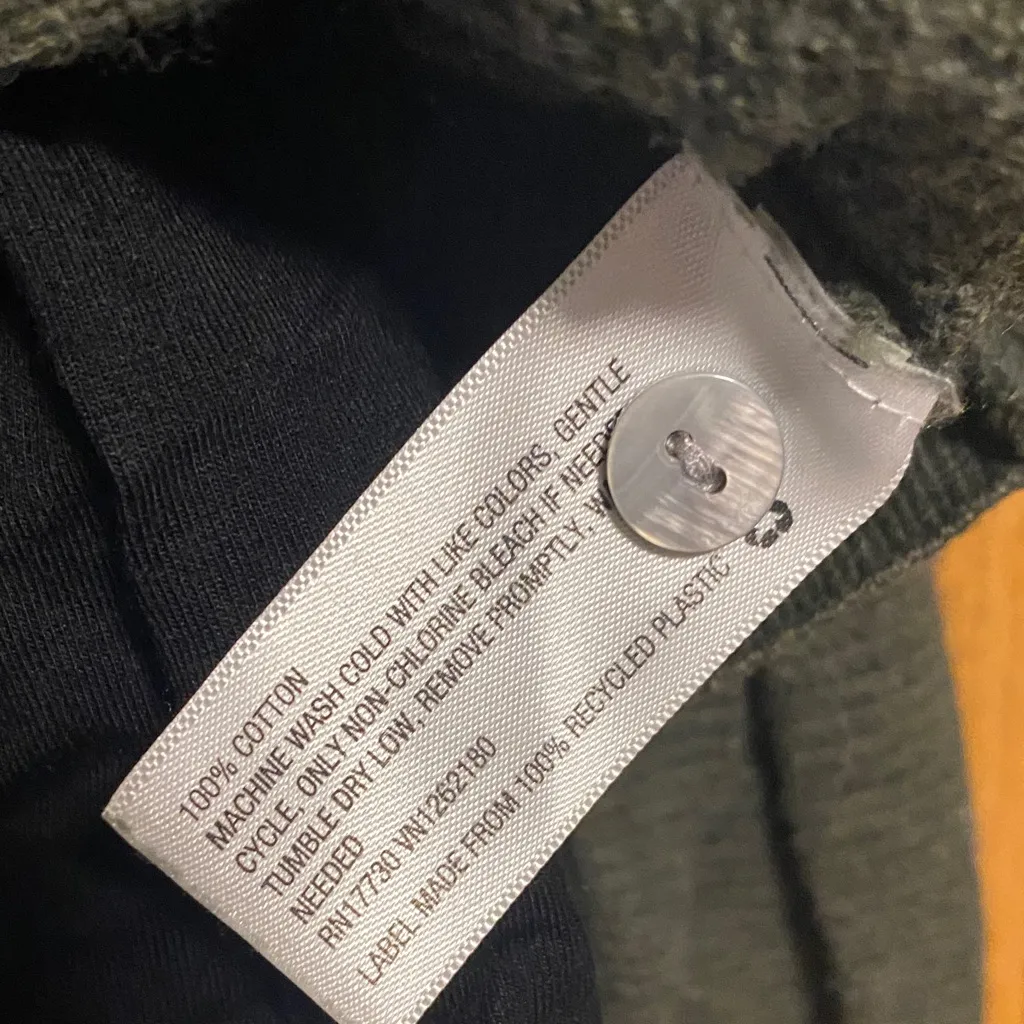 100% COTTON
MACHINE WASH COLD WITH LIKE COLORS, GENTLE
CYCLE, ONLY NON-CHLORINE BLEACH IF NEEDED
TUMBLE DRY LOW, REMOVE PROMPTLY,
NEEDED
RN17730 VN1262180
LABEL MADE FROM 100% RECYCLED PLASTIC